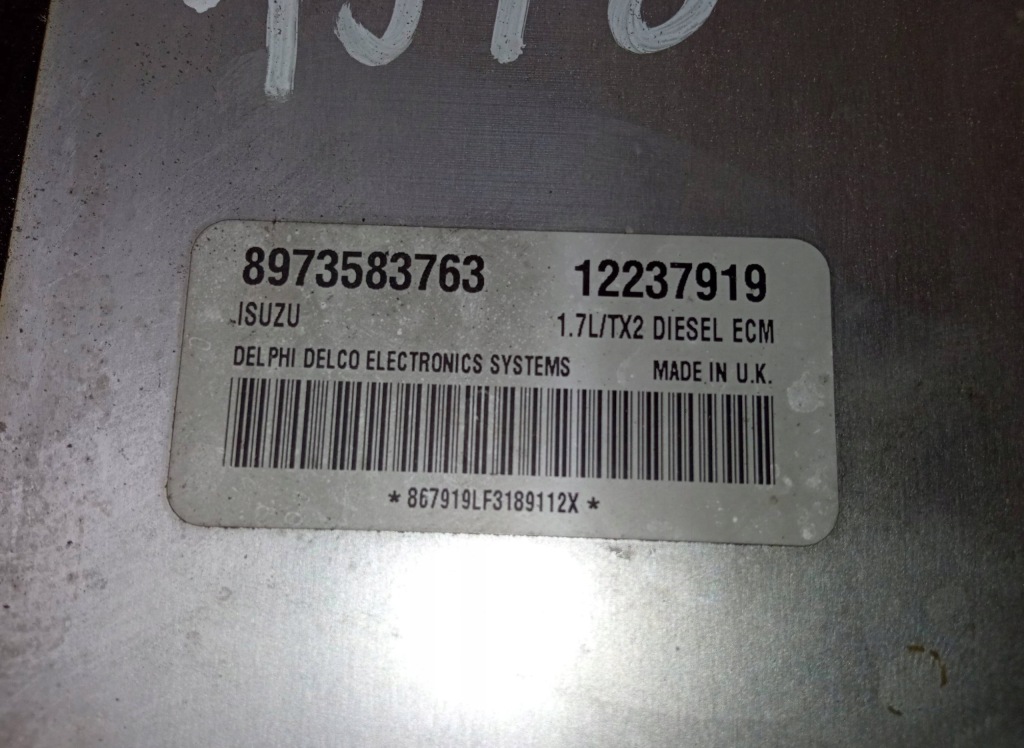 8973583763 12237919
ISUZU 1.7L/TX2 DIESEL ECM
DELPHI DELCO ELECTRONICS SYSTEMS MADE IN U.K.
*867919LF3189112X*